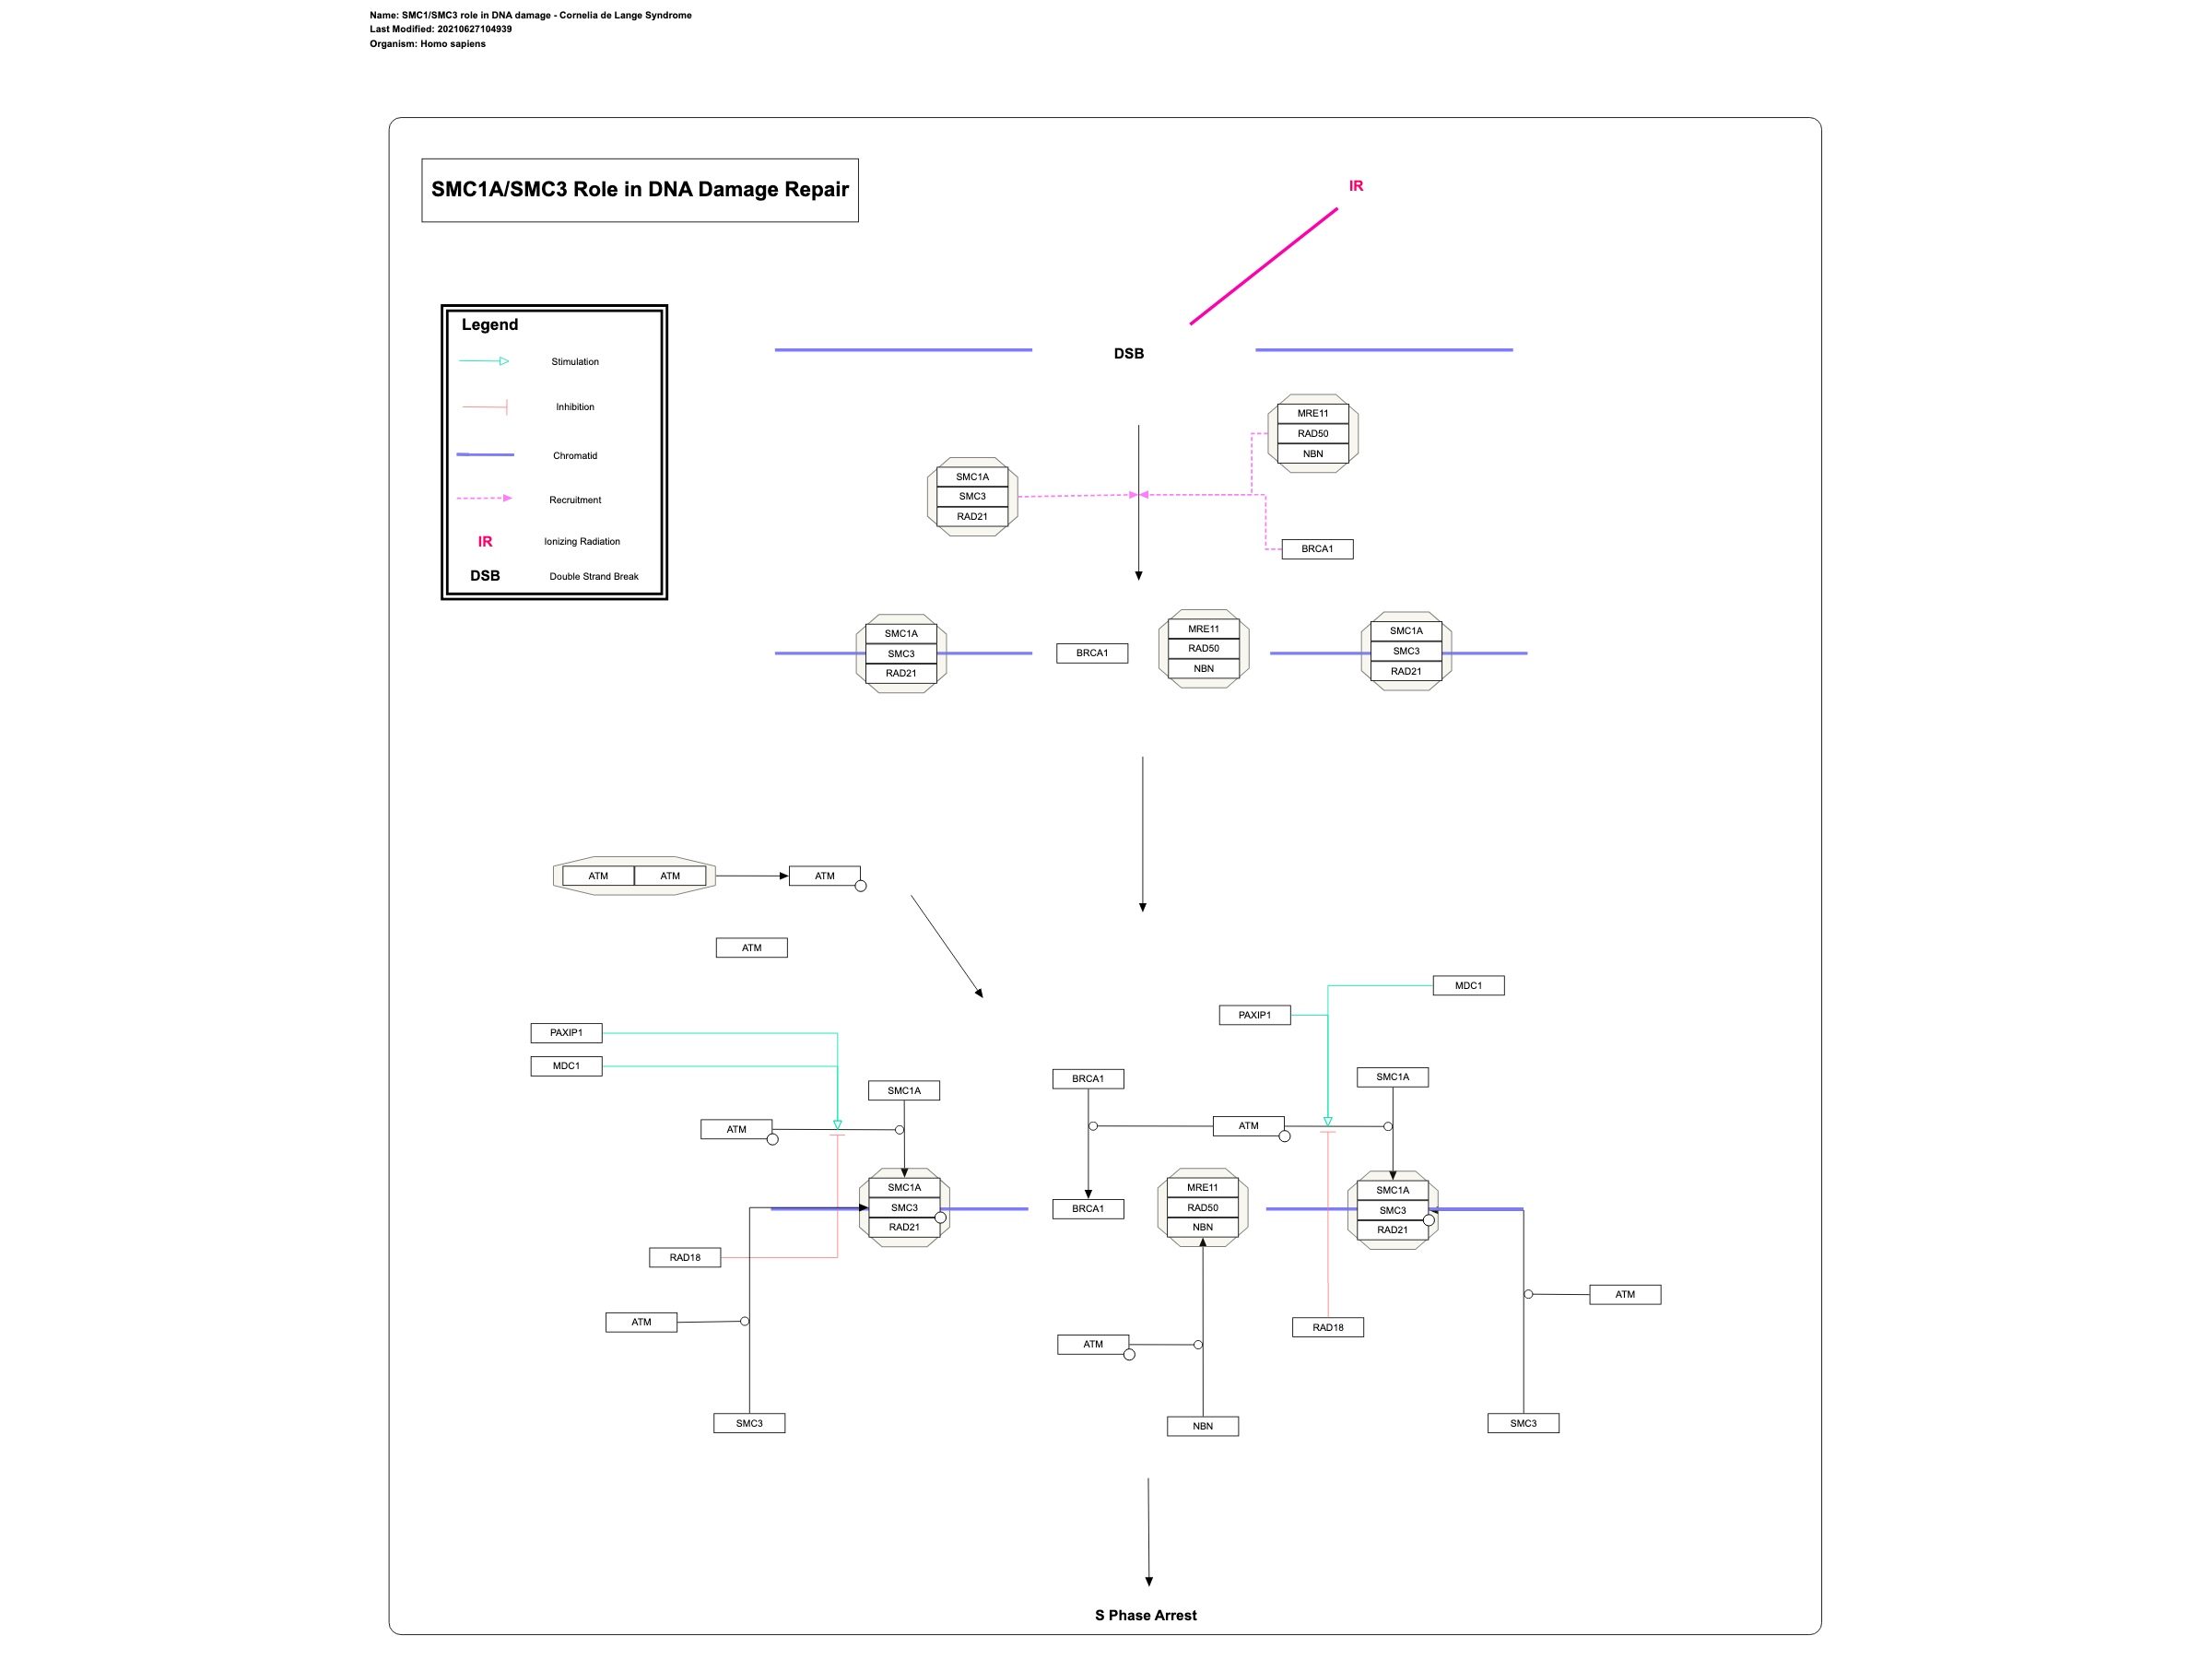 Name: SMC1/SMC3 role in DNA damage - Cornelia de Lange Syndrome
Last Modified: 20210627104939
Organism: Homo sapiens
SMC1A/SMC3 Role in DNA Damage Repair
IR
Legend
Stimulation
Inhibition
Chromatid
Recruitment
IR Ionizing Radiation
DSB Double Strand Break
DSB
MRE11
RAD50
NBN
SMC1A
SMC3
RAD21
BRCA1
SMC1A
SMC3
RAD21
BRCA1
MRE11
RAD50
NBN
SMC1A
SMC3
RAD21
ATM ATM
ATM
ATM
MDC1
PAXIP1
PAXIP1
MDC1
SMC1A
BRCA1
SMC1A
ATM
ATM
SMC1A
SMC3
RAD21
BRCA1
MRE11
RAD50
NBN
SMC1A
SMC3
RAD21
RAD18
ATM
ATM
RAD18
ATM
SMC3
NBN
SMC3
S Phase Arrest